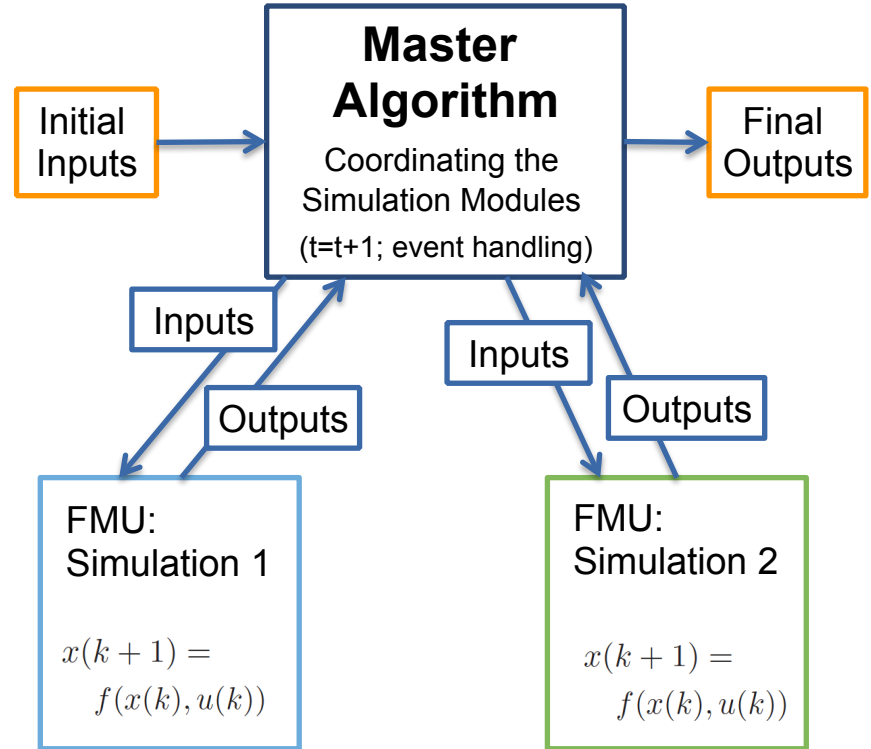 Master
Algorithm
Coordinating the
Simulation Modules
(t=t+1; event handling)
Initial
Inputs
Final
Outputs
Inputs
Outputs
Inputs
Outputs
FMU:
Simulation 1
x(k + 1) =
f(x(k), u(k))
FMU:
Simulation 2
x(k + 1) =
f(x(k), u(k))